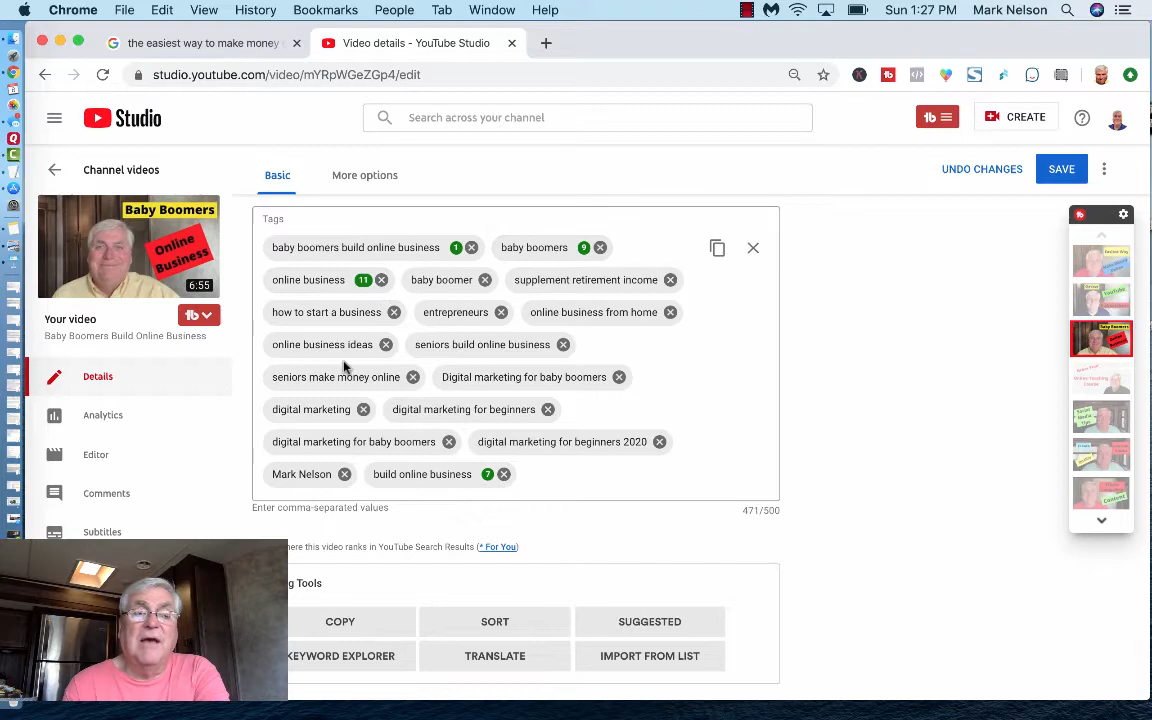 Chrome File Edit View History Bookmarks People Tab Window Help Sun 1:27 PM Mark Nelson
the easiest way to make money
Video details - YouTube Studio
studio.youtube.com/video/mYRpWGeZGp4/edit
Studio
Search across your channel
CREATE
Channel videos
Basic
More options
UNDO CHANGES
SAVE
Baby Boomers
Online
Business
6:55
Your video
Baby Boomers Build Online Business
Details
Analytics
Editor
Comments
Subtitles
Tags
baby boomers build online business 1
baby boomers 9
online business 11
baby boomer
supplement retirement income
how to start a business
entrepreneurs
online business from home
online business ideas
seniors build online business
seniors make money online
Digital marketing for baby boomers
digital marketing
digital marketing for beginners
digital marketing for baby boomers
digital marketing for beginners 2020
Mark Nelson
build online business 7
Enter comma-separated values
471/500
here this video ranks in YouTube Search Results (* For You)
g Tools
COPY
SORT
SUGGESTED
KEYWORD EXPLORER
TRANSLATE
IMPORT FROM LIST